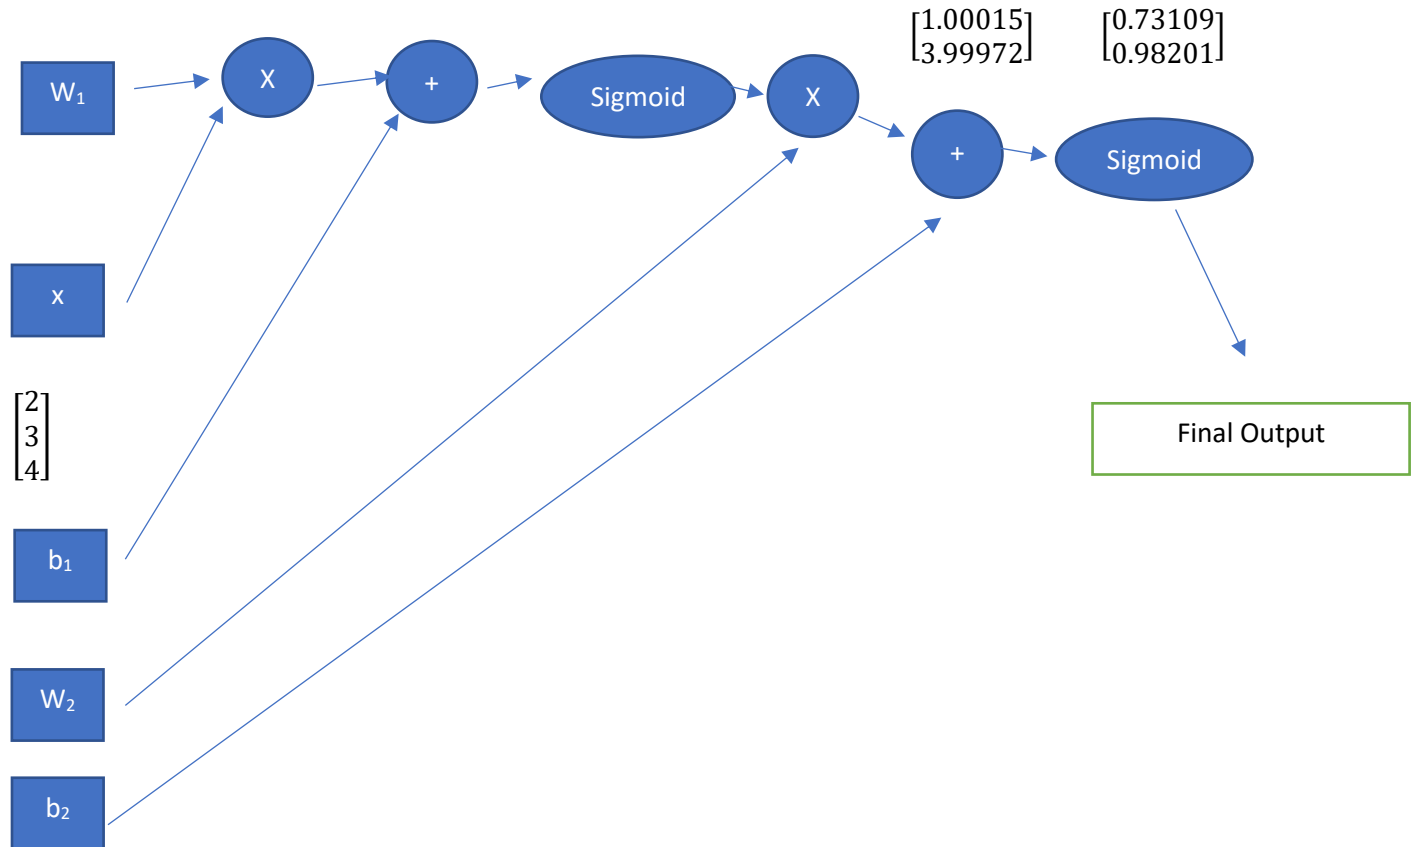 [1.00015]
[3.99972]
[0.73109]
[0.98201]
W₁
X
+
Sigmoid
X
+
Sigmoid
x
[2]
[3]
[4]
Final Output
b₁
W₂
b₂